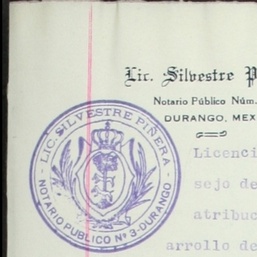 Lic. Silvestre P
Notario Público Núm.
DURANGO, MEX
LIC. SILVESTRE PIÑERA
NOTARIO PUBLICO Nº 3-DURANGO
Licenci
sejo de
atribuc
arrollo de